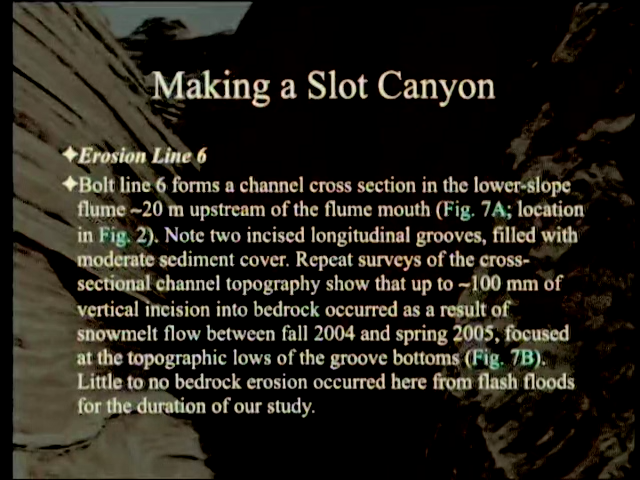 Making a Slot Canyon
✦Erosion Line 6
✦Bolt line 6 forms a channel cross section in the lower-slope
flume ~20 m upstream of the flume mouth (Fig. 7A; location
in Fig. 2). Note two incised longitudinal grooves, filled with
moderate sediment cover. Repeat surveys of the cross-
sectional channel topography show that up to ~100 mm of
vertical incision into bedrock occurred as a result of
snowmelt flow between fall 2004 and spring 2005, focused
at the topographic lows of the groove bottoms (Fig. 7B).
Little to no bedrock erosion occurred here from flash floods
for the duration of our study.